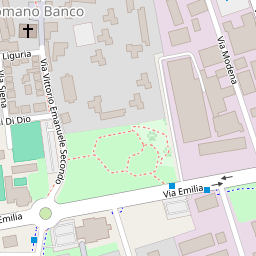 omano Banco
Liguria
Via Modena
Via Siena
Via Vittorio Emanuele Secondo
di Dio
Via Emilia
Emilia